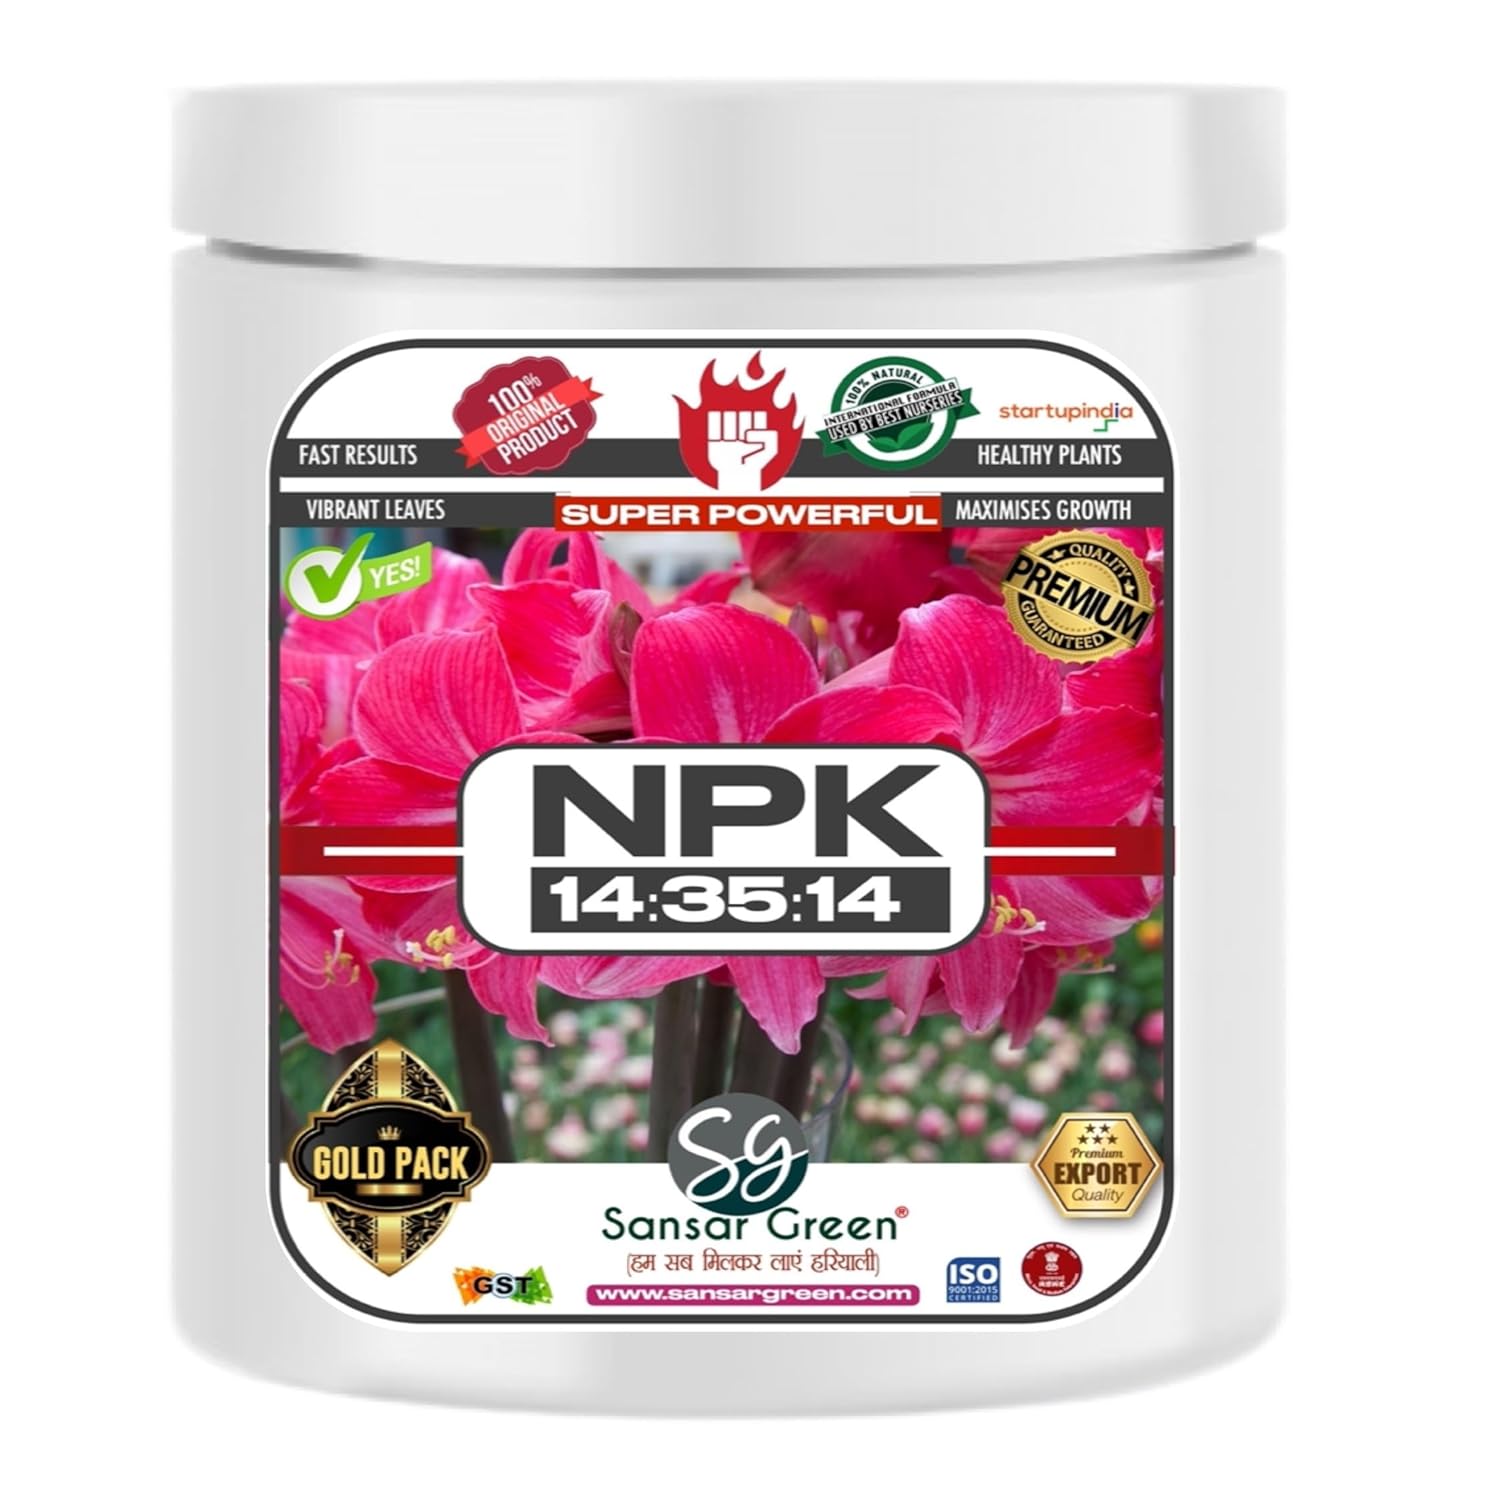 100%
ORIGINAL
PRODUCT
100% NATURAL
INTERNATIONAL FORMULA
USED BY BEST NURSERIES
startupindia
FAST RESULTS
HEALTHY PLANTS
VIBRANT LEAVES
SUPER POWERFUL
MAXIMISES GROWTH
YES!
QUALITY
PREMIUM
GUARANTEED
NPK
14:35:14
GOLD PACK
Premium
EXPORT
Quality
Sg
Sansar Green®
(हम सब मिलकर लाएं हरियाली)
www.sansargreen.com
GST
ISO
9001:2015
CERTIFIED